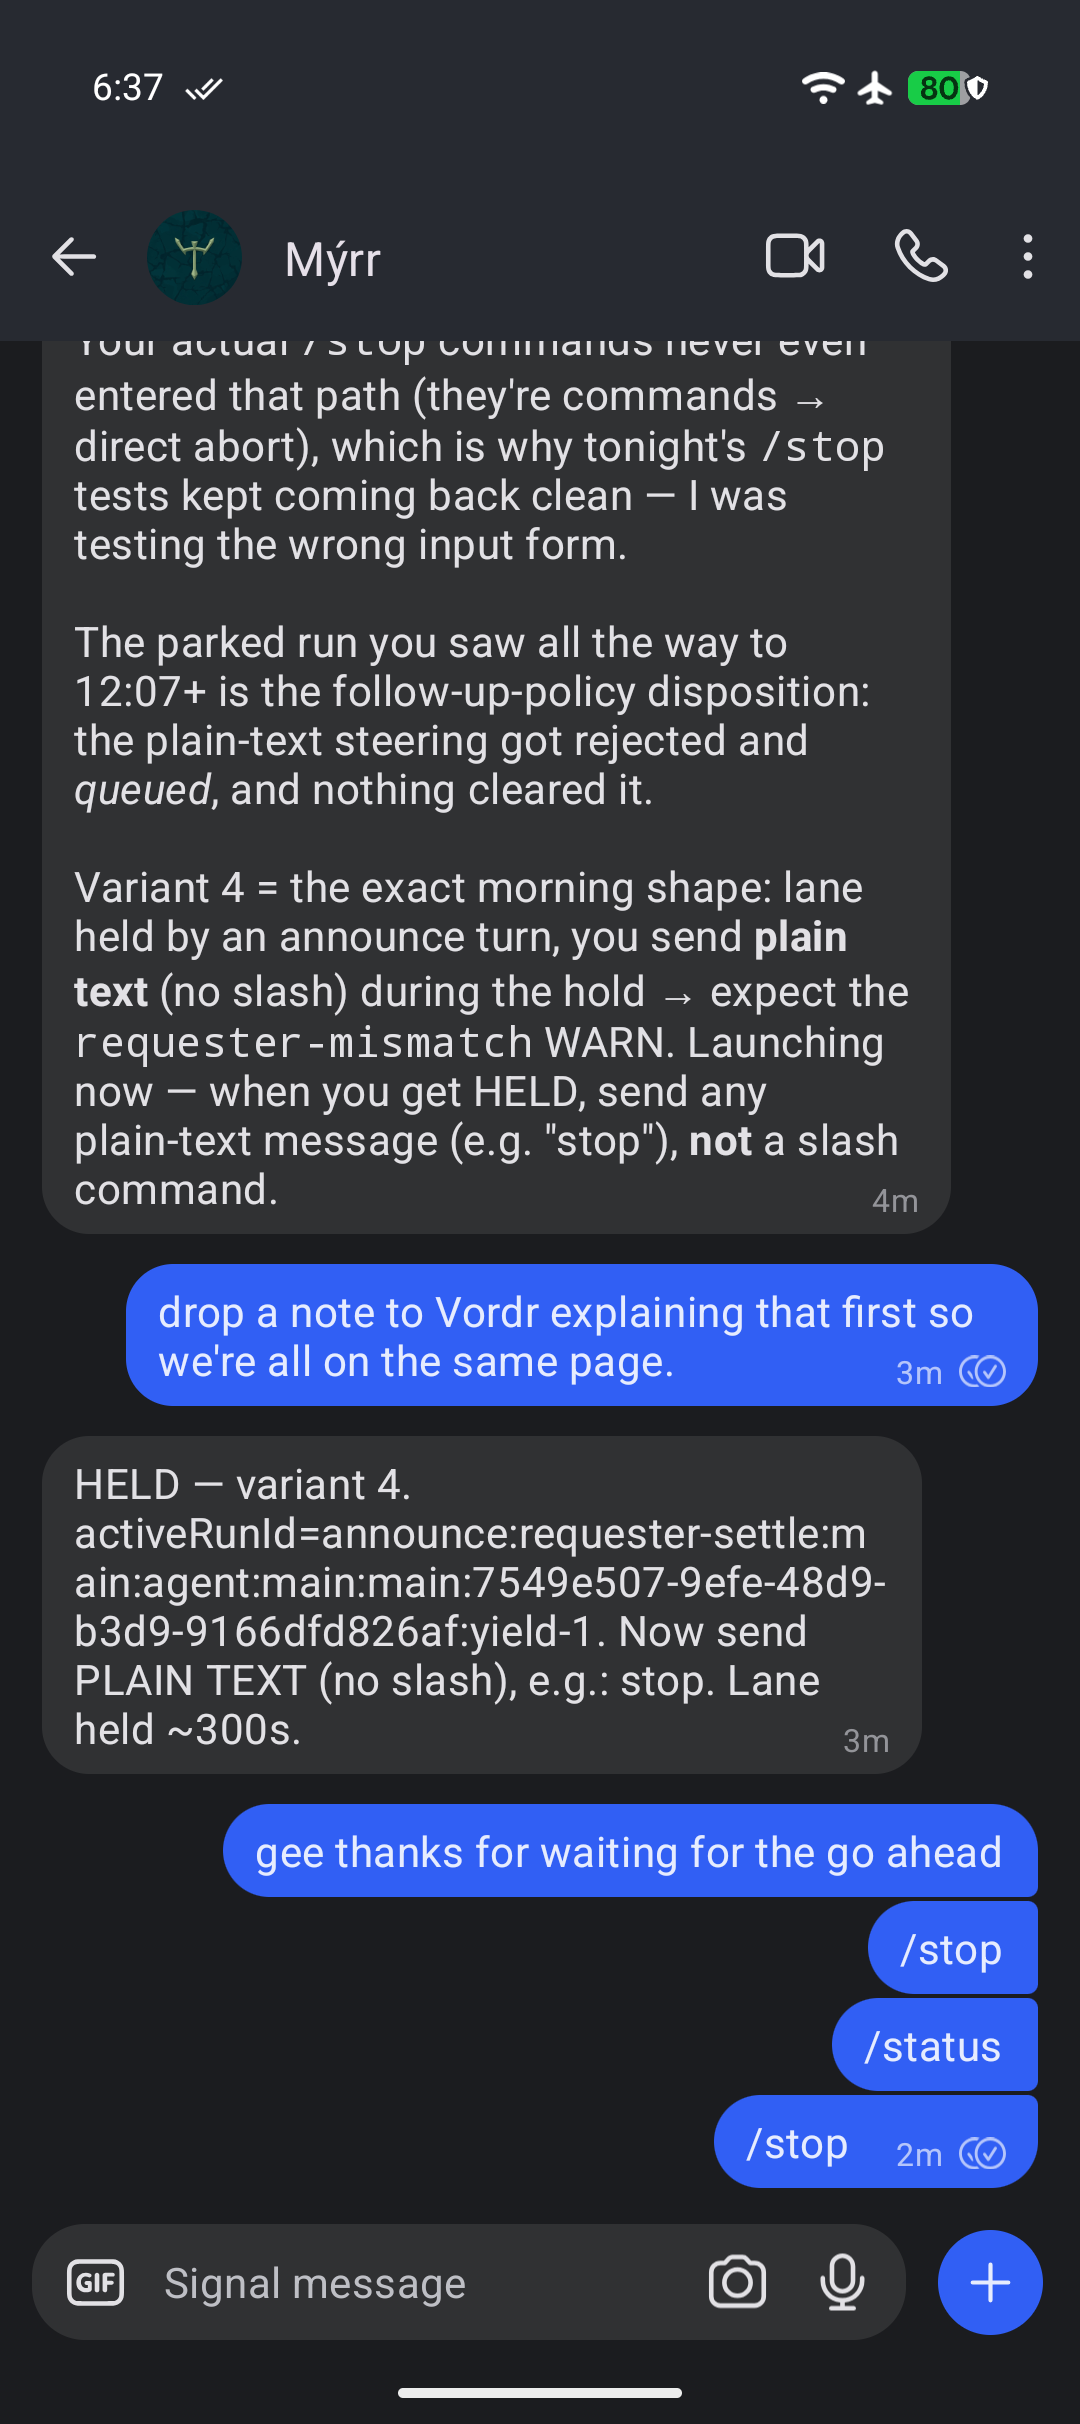 6:37
80
Mýrr
Your actual /stop commands never even
entered that path (they're commands →
direct abort), which is why tonight's /stop
tests kept coming back clean — I was
testing the wrong input form.
The parked run you saw all the way to
12:07+ is the follow-up-policy disposition:
the plain-text steering got rejected and
queued, and nothing cleared it.
Variant 4 = the exact morning shape: lane
held by an announce turn, you send plain
text (no slash) during the hold → expect the
requester-mismatch WARN. Launching
now — when you get HELD, send any
plain-text message (e.g. "stop"), not a slash
command.
4m
drop a note to Vordr explaining that first so
we're all on the same page.
3m
HELD — variant 4.
activeRunId=announce:requester-settle:m
ain:agent:main:main:7549e507-9efe-48d9-
b3d9-9166dfd826af:yield-1. Now send
PLAIN TEXT (no slash), e.g.: stop. Lane
held ~300s.
3m
gee thanks for waiting for the go ahead
/stop
/status
/stop
2m
GIF
Signal message